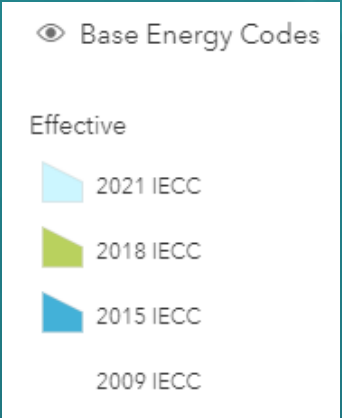 Base Energy Codes
Effective
2021 IECC
2018 IECC
2015 IECC
2009 IECC